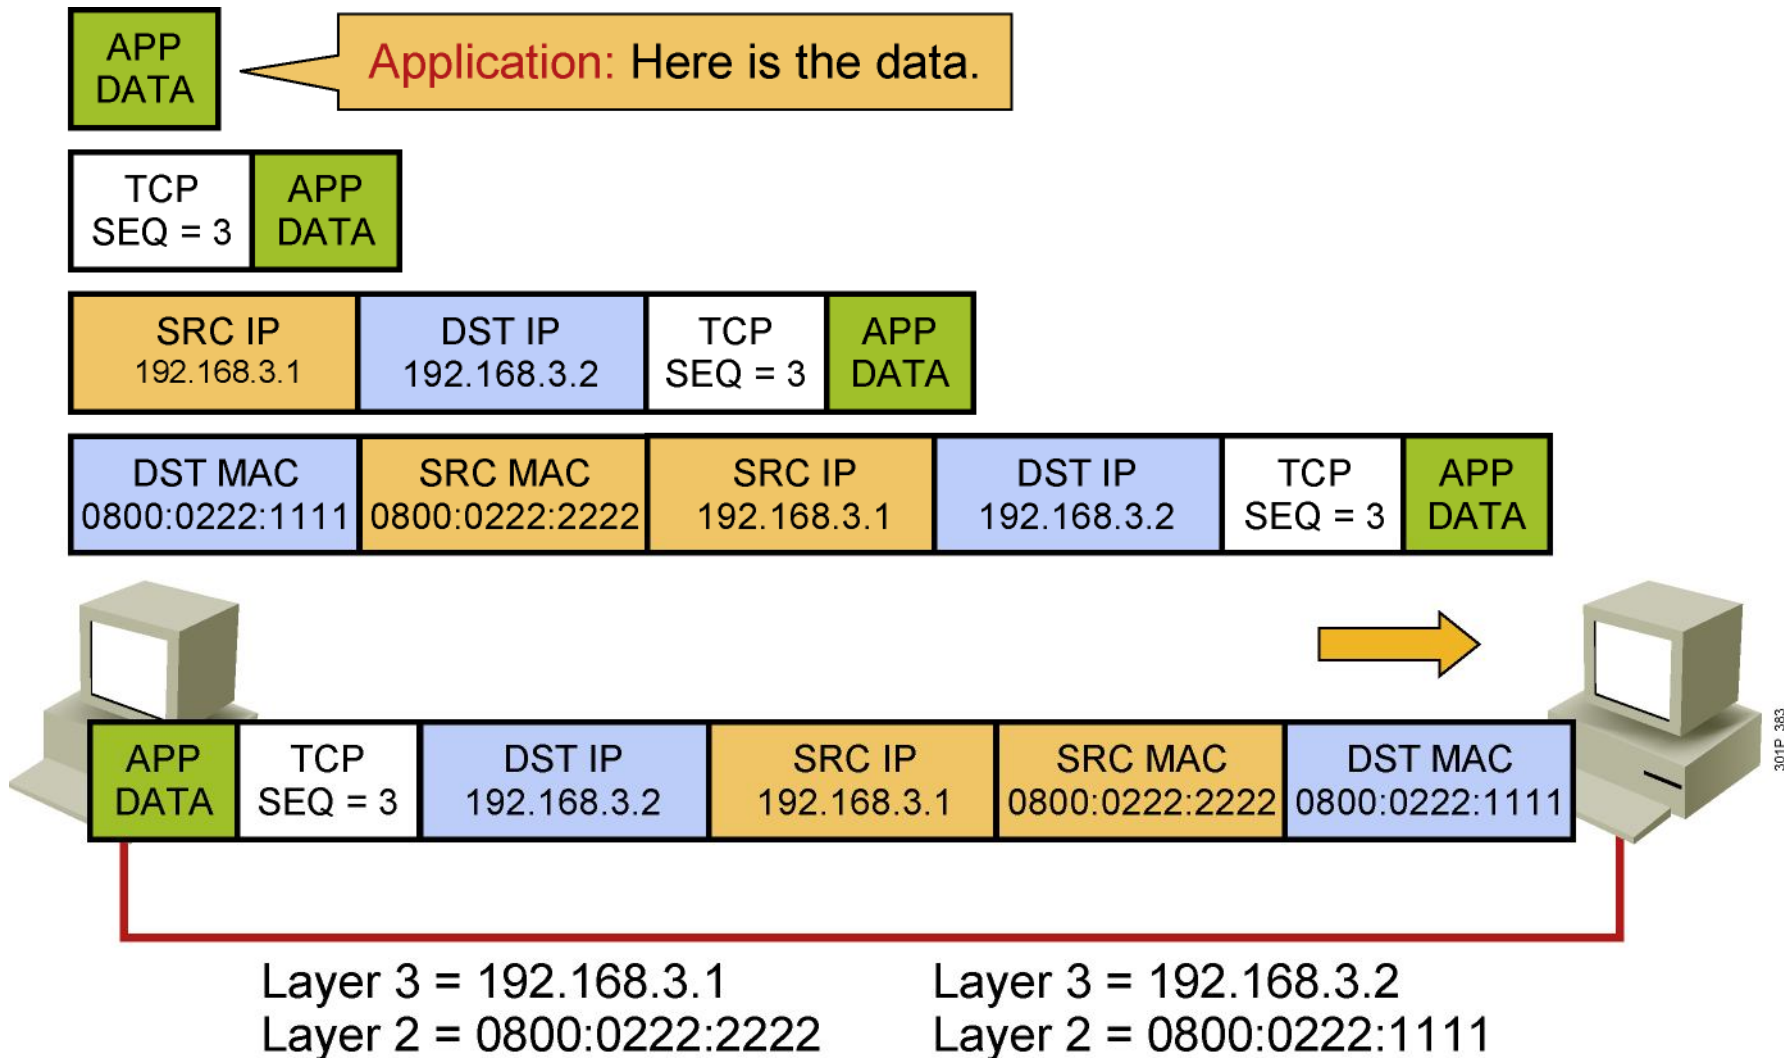 APP
DATA
Application: Here is the data.
TCP
SEQ = 3
APP
DATA
SRC IP
192.168.3.1
DST IP
192.168.3.2
TCP
SEQ = 3
APP
DATA
DST MAC
0800:0222:1111
SRC MAC
0800:0222:2222
SRC IP
192.168.3.1
DST IP
192.168.3.2
TCP
SEQ = 3
APP
DATA
APP
DATA
TCP
SEQ = 3
DST IP
192.168.3.2
SRC IP
192.168.3.1
SRC MAC
0800:0222:2222
DST MAC
0800:0222:1111
301P_383
Layer 3 = 192.168.3.1
Layer 2 = 0800:0222:2222
Layer 3 = 192.168.3.2
Layer 2 = 0800:0222:1111